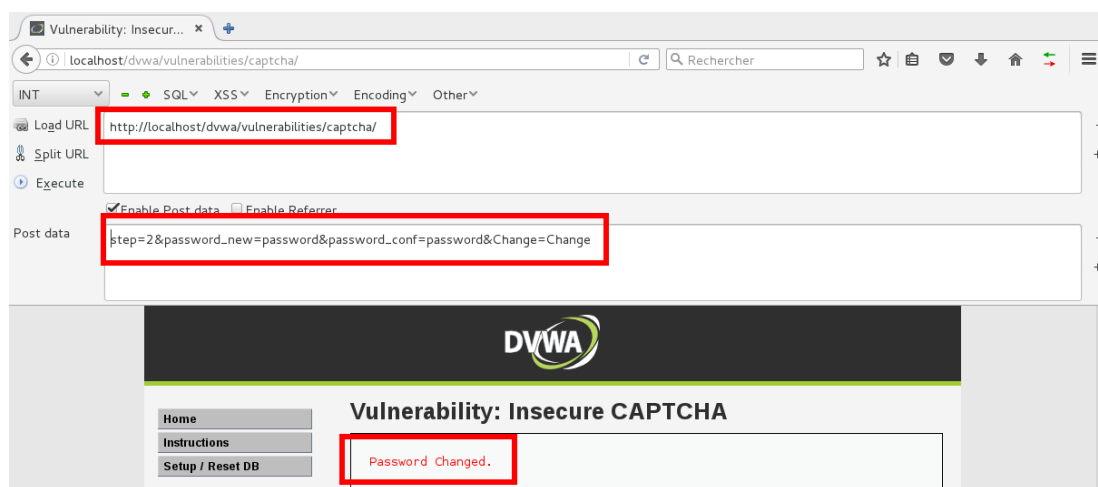 Vulnerability: Insecur... ×
localhost/dvwa/vulnerabilities/captcha/
Rechercher
INT SQL XSS Encryption Encoding Other
Load URL
http://localhost/dvwa/vulnerabilities/captcha/
Split URL
Execute
Enable Post data Enable Referrer
Post data
step=2&password_new=password&password_conf=password&Change=Change
DVWA
Home
Instructions
Setup / Reset DB
Vulnerability: Insecure CAPTCHA
Password Changed.